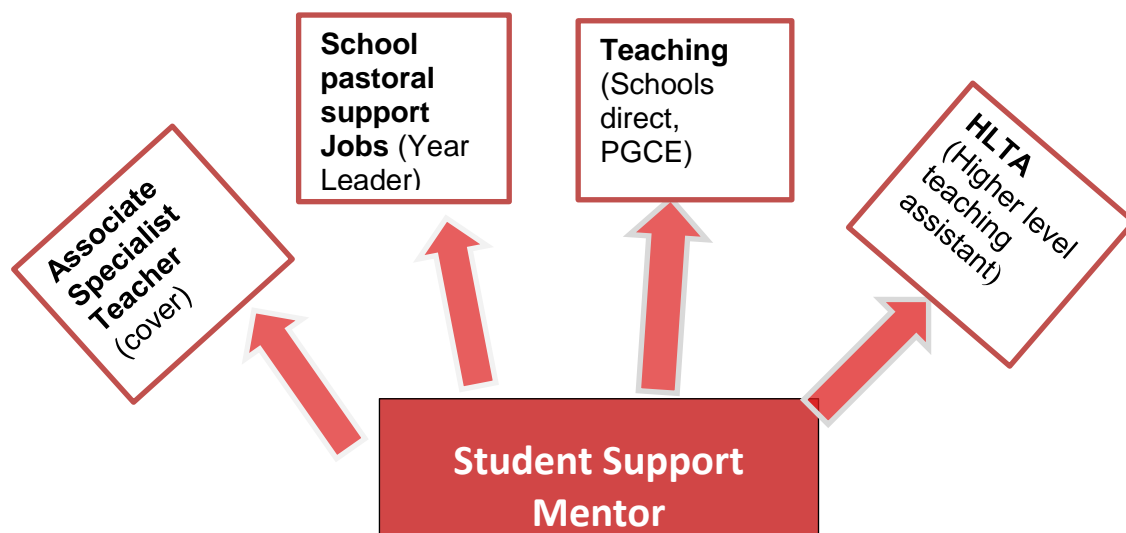 Associate
Specialist
Teacher
(cover)
School
pastoral
support
Jobs (Year
Leader)
Teaching
(Schools
direct,
PGCE)
HLTA
(Higher level
teaching
assistant)
Student Support
Mentor